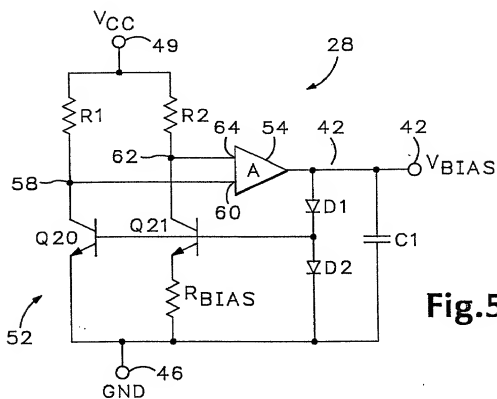 VCC
49
28
R1
R2
64
54
42
42
62
VBIAS
58
A
60
D1
Q20
Q21
D2
C1
RBIAS
Fig.5
52
46
GND